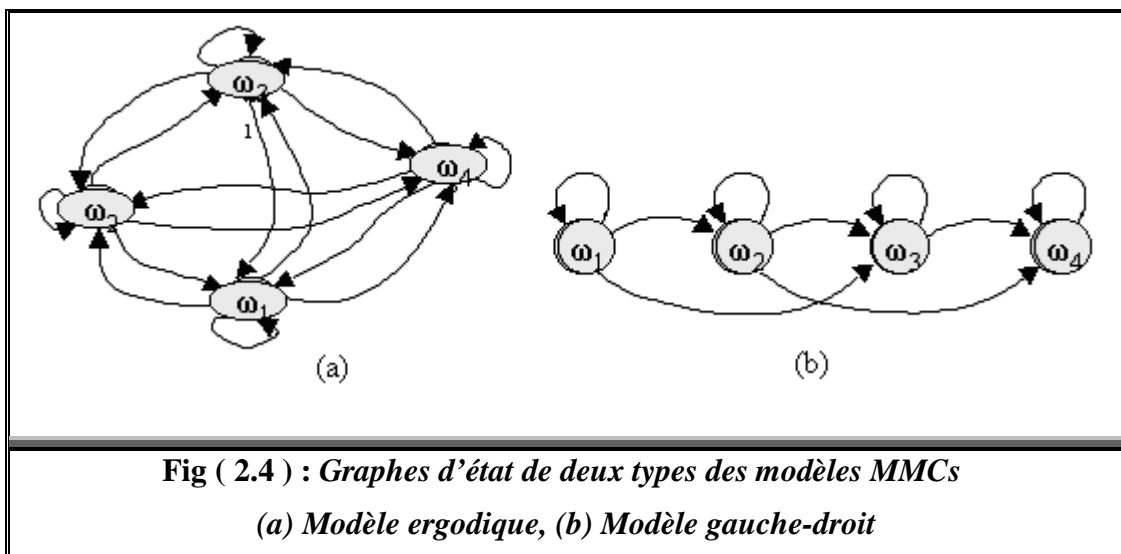 ω2
1
ω4
ω3
ω1
(a)
ω1 ω2 ω3 ω4
(b)
Fig ( 2.4 ) : Graphes d’état de deux types des modèles MMCs
(a) Modèle ergodique, (b) Modèle gauche-droit